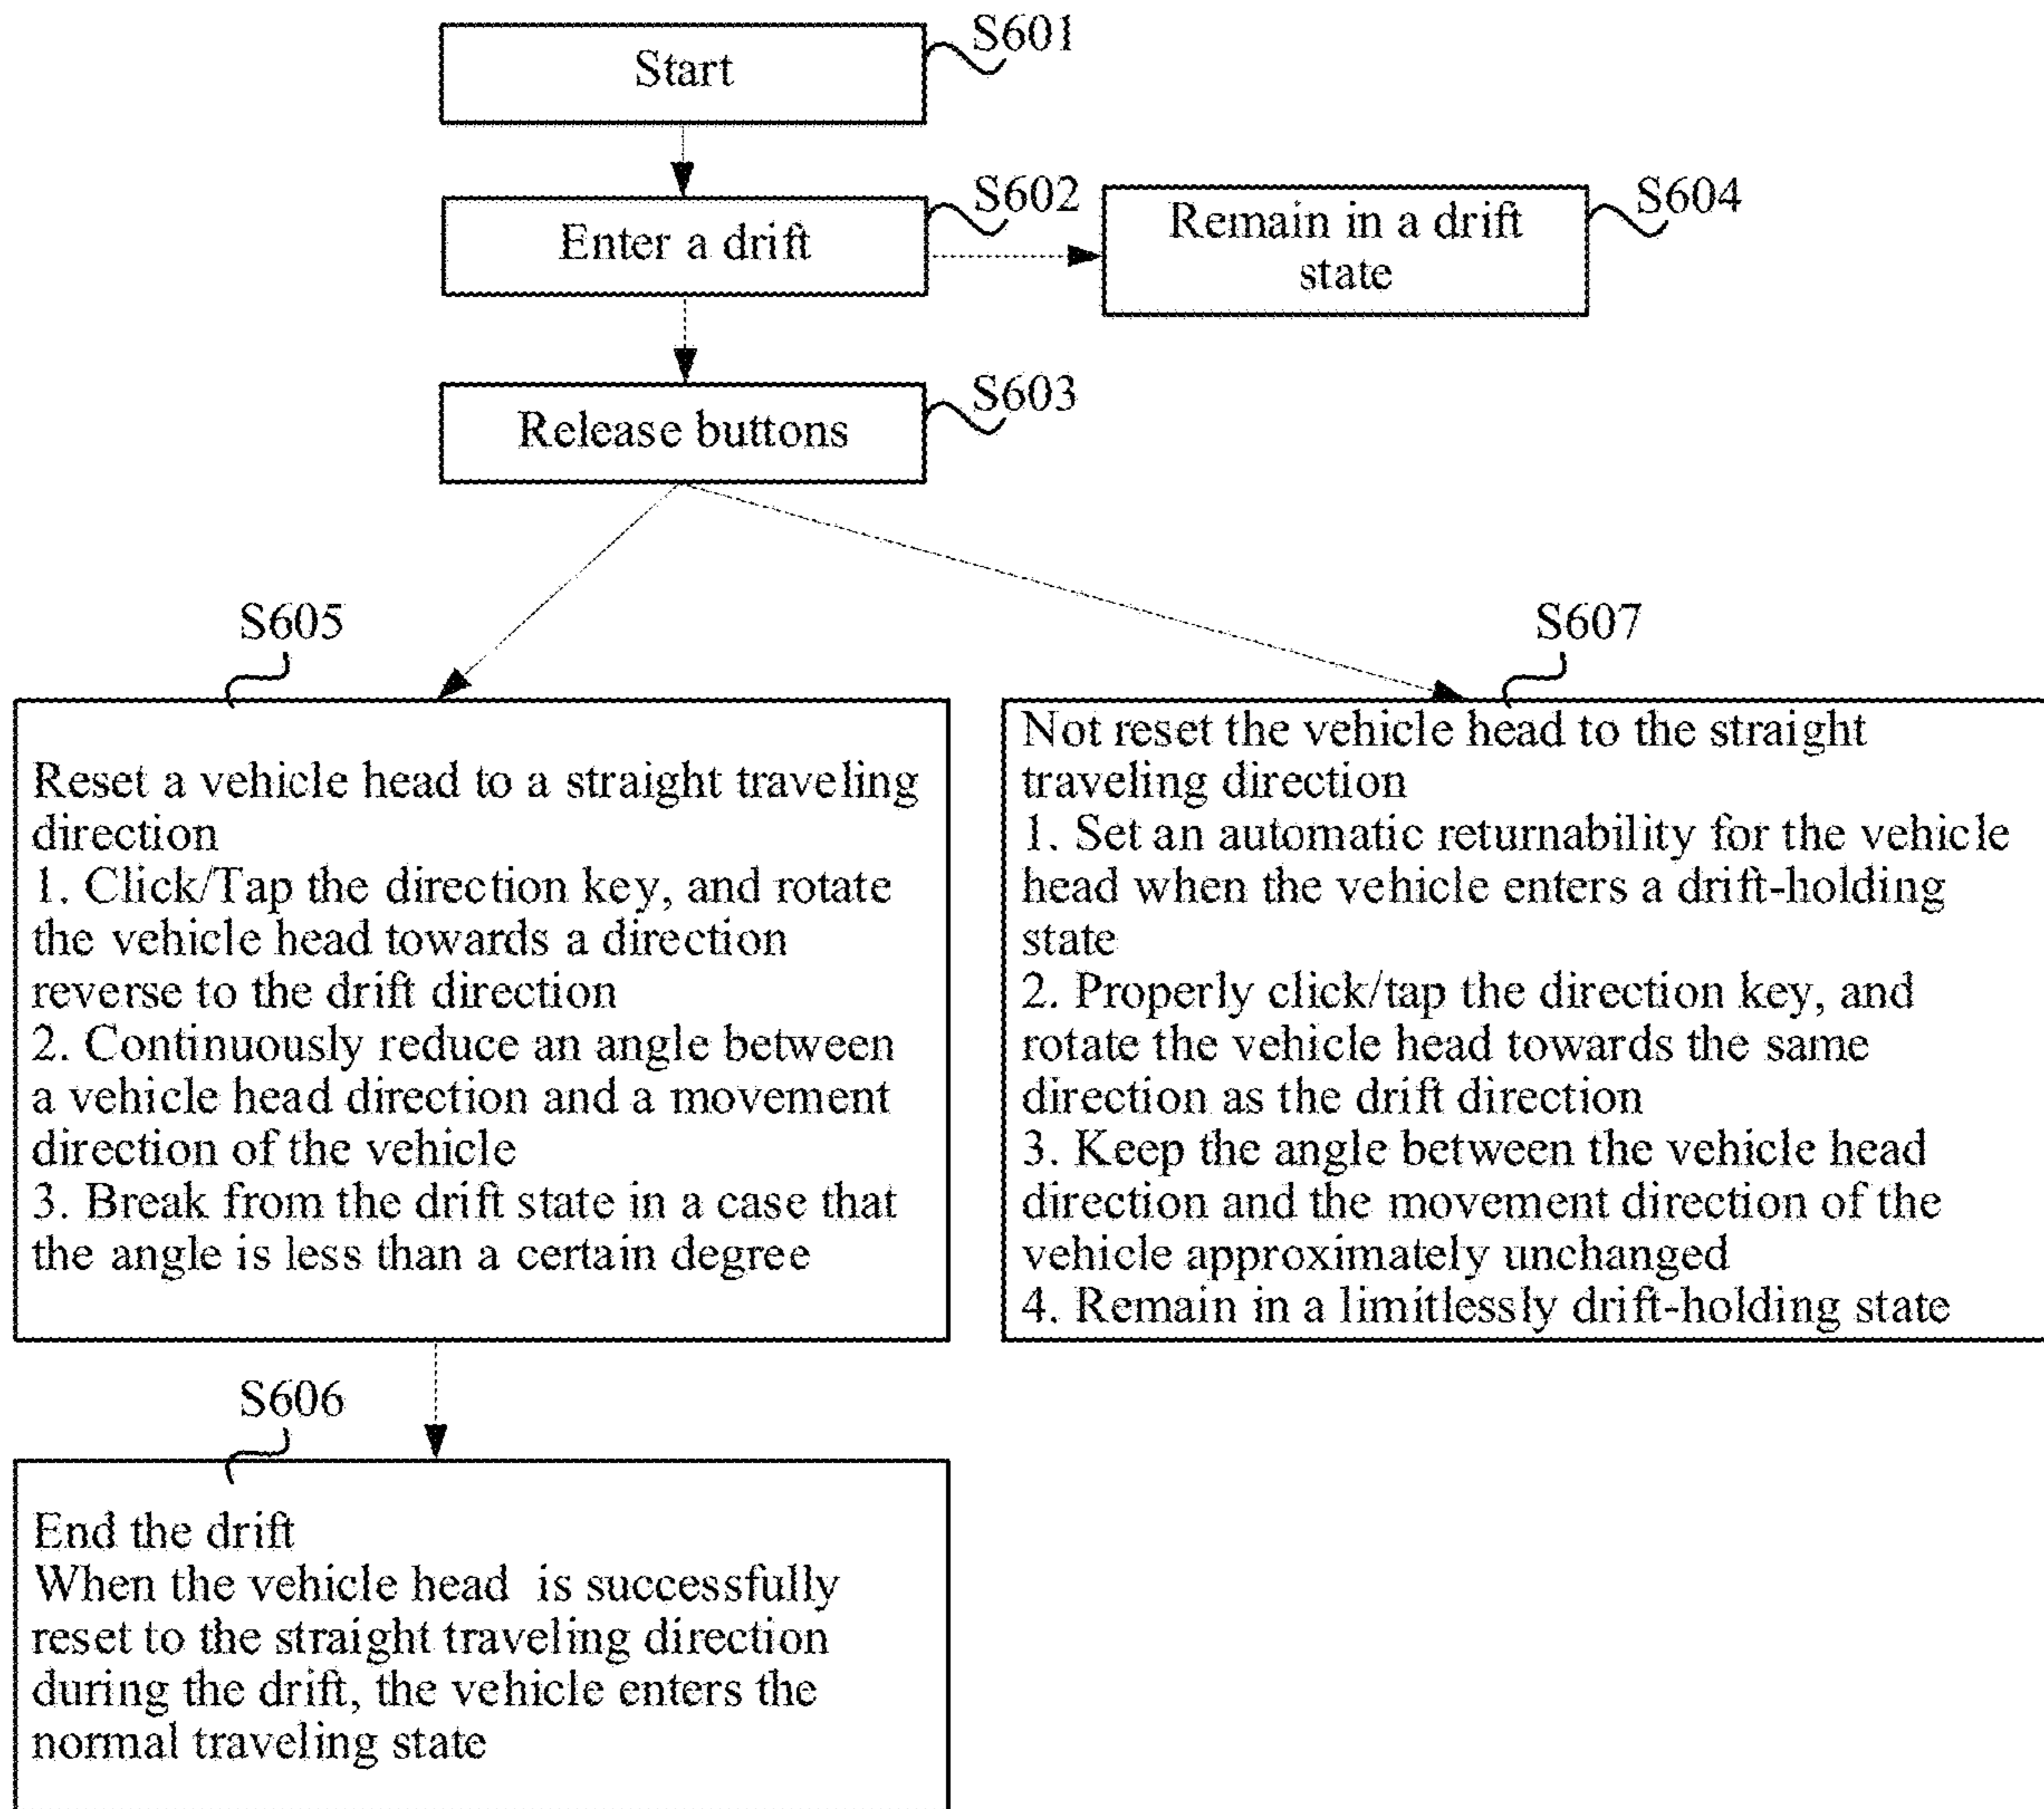 Start
S601
Enter a drift
S602
Remain in a drift
state
S604
Release buttons
S603
S605
Reset a vehicle head to a straight traveling
direction
1. Click/Tap the direction key, and rotate
the vehicle head towards a direction
reverse to the drift direction
2. Continuously reduce an angle between
a vehicle head direction and a movement
direction of the vehicle
3. Break from the drift state in a case that
the angle is less than a certain degree
S607
Not reset the vehicle head to the straight
traveling direction
1. Set an automatic returnability for the vehicle
head when the vehicle enters a drift-holding
state
2. Properly click/tap the direction key, and
rotate the vehicle head towards the same
direction as the drift direction
3. Keep the angle between the vehicle head
direction and the movement direction of the
vehicle approximately unchanged
4. Remain in a limitlessly drift-holding state
S606
End the drift
When the vehicle head is successfully
reset to the straight traveling direction
during the drift, the vehicle enters the
normal traveling state